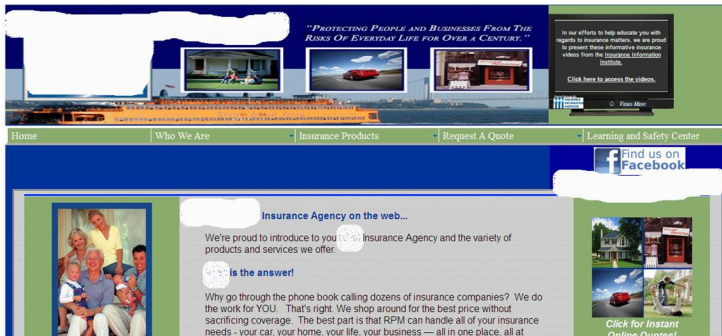 "Protecting People and Businesses From The
Risks Of Everyday Life for Over a Century."
In our efforts to help educate you with
regards to insurance matters, we are proud
to present these informative insurance
videos from the Insurance Information
Institute.
Click here to access the videos.
INSURANCE
INFORMATION
INSTITUTE
Video Menu
Home
Who We Are
Insurance Products
Request A Quote
Learning and Safety Center
f Find us on
Facebook
Insurance Agency on the web...
We're proud to introduce to you Insurance Agency and the variety of
products and services we offer.
is the answer!
Why go through the phone book calling dozens of insurance companies? We do
the work for YOU. That's right. We shop around for the best price without
sacrificing coverage. The best part is that RPM can handle all of your insurance
needs - your car, your home, your life, your business — all in one place, all at
Click for Instant
Online Quotes!